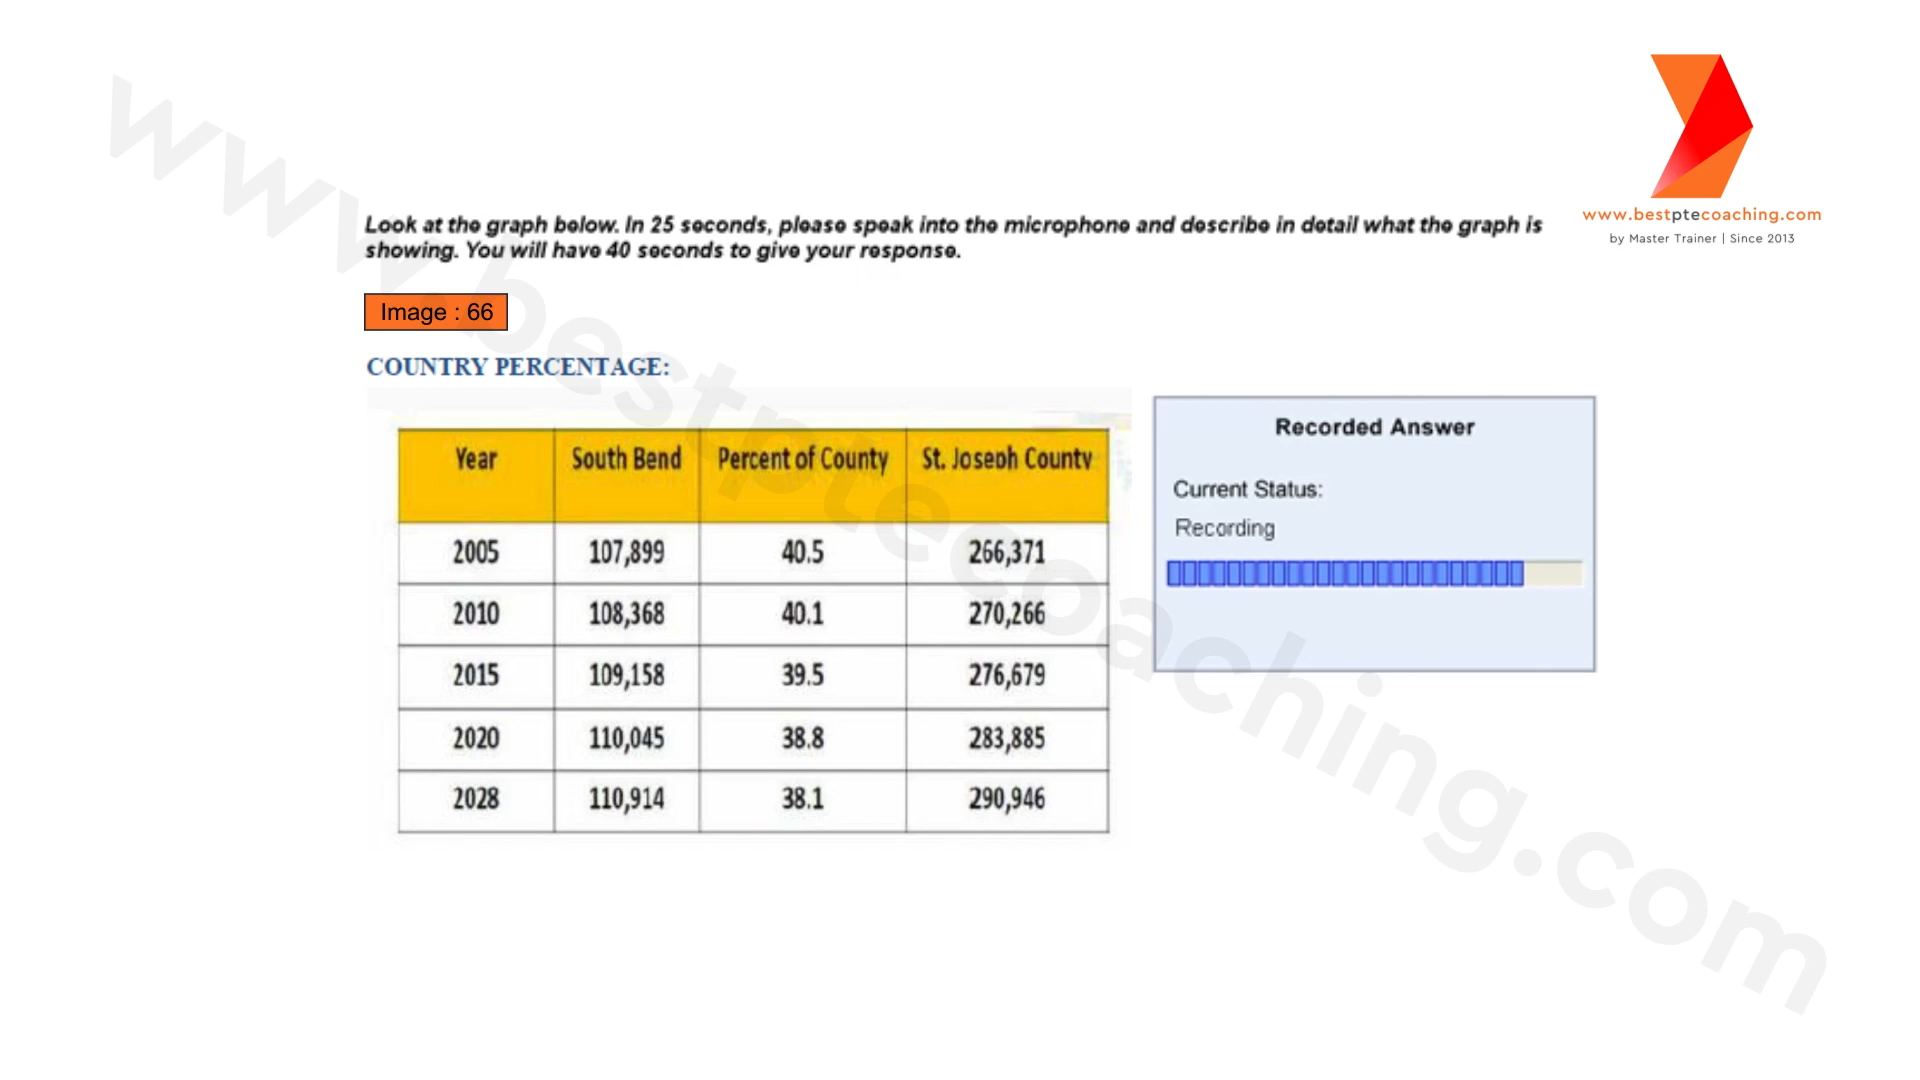 www.bestptecoaching.com
by Master Trainer | Since 2013
Look at the graph below. In 25 seconds, please speak into the microphone and describe in detail what the graph is
showing. You will have 40 seconds to give your response.
Image : 66
COUNTRY PERCENTAGE:
Year South Bend Percent of County St. Joseph County
2005 107,899 40.5 266,371
2010 108,368 40.1 270,266
2015 109,158 39.5 276,679
2020 110,045 38.8 283,885
2028 110,914 38.1 290,946
Recorded Answer
Current Status:
Recording
www.bestptecoaching.com